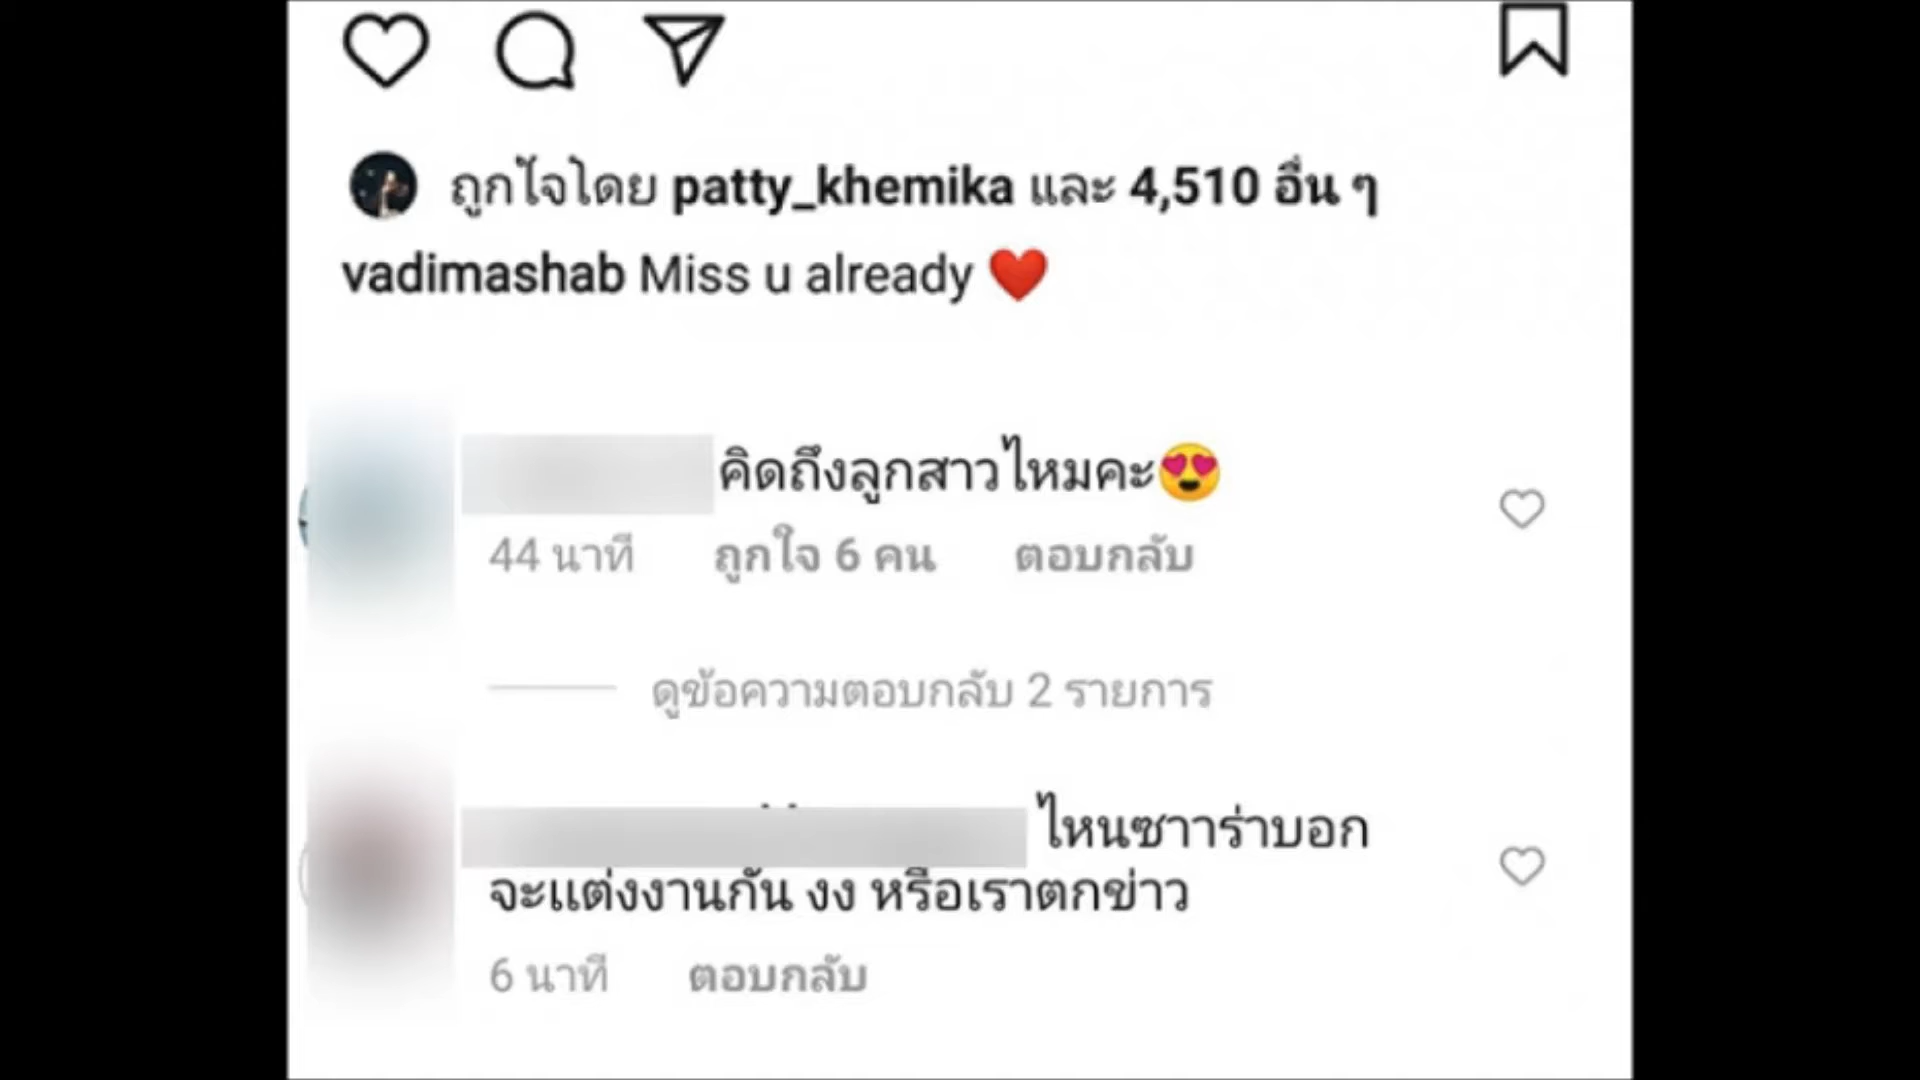 ถูกใจโดย patty_khemika และ 4,510 อื่น ๆ
vadimashab Miss u already ❤️
คิดถึงลูกสาวไหมคะ😍
44 นาที ถูกใจ 6 คน ตอบกลับ
ดูข้อความตอบกลับ 2 รายการ
ไหนซาาร่าบอก
จะแต่งงานกัน งง หรือเราตกข่าว
6 นาที ตอบกลับ